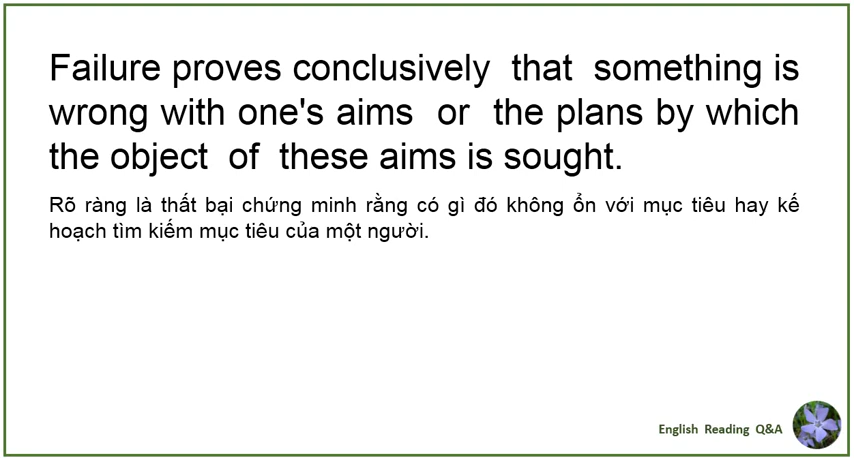 Failure proves conclusively that something is
wrong with one's aims or the plans by which
the object of these aims is sought.
Rõ ràng là thất bại chứng minh rằng có gì đó không ổn với mục tiêu hay kế
hoạch tìm kiếm mục tiêu của một người.
English Reading Q&A